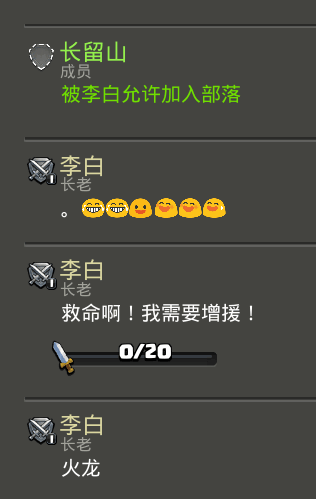 长留山
成员
被李白允许加入部落
李白
长老
。😁😁😃😄😄😅
李白
长老
救命啊！我需要增援！
0/20
李白
长老
火龙